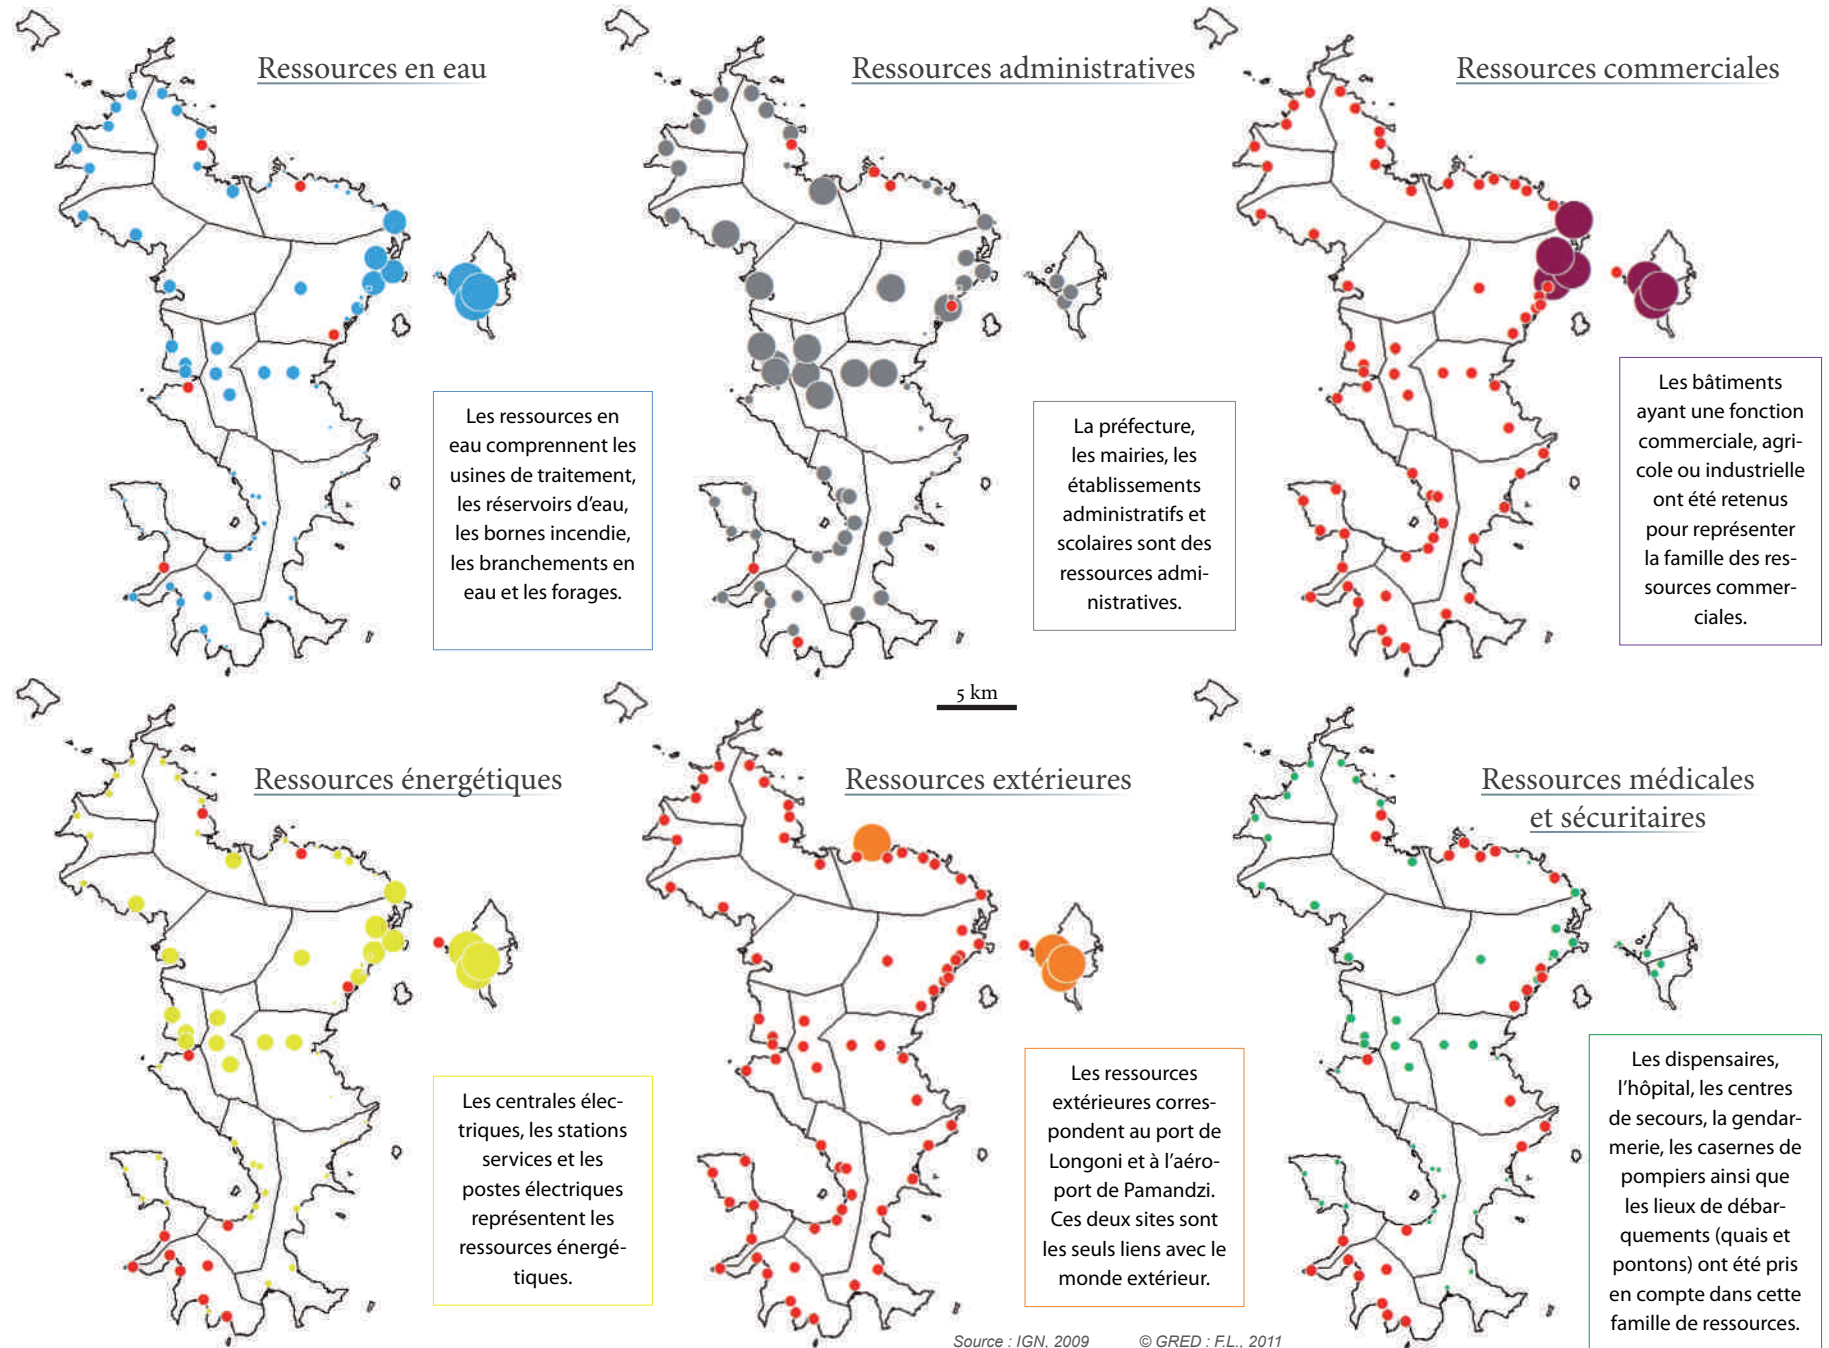 Ressources en eau
Ressources administratives
Ressources commerciales
Les ressources en
eau comprennent les
usines de traitement,
les réservoirs d'eau,
les bornes incendie,
les branchements en
eau et les forages.
La préfecture,
les mairies, les
établissements
administratifs et
scolaires sont des
ressources admi-
nistratives.
Les bâtiments
ayant une fonction
commerciale, agri-
cole ou industrielle
ont été retenus
pour représenter
la famille des res-
sources commer-
ciales.
5 km
Ressources énergétiques
Ressources extérieures
Ressources médicales
et sécuritaires
Les centrales élec-
triques, les stations
services et les
postes électriques
représentent les
ressources énergé-
tiques.
Les ressources
extérieures corres-
pondent au port de
Longoni et à l'aéro-
port de Pamandzi.
Ces deux sites sont
les seuls liens avec le
monde extérieur.
Les dispensaires,
l'hôpital, les centres
de secours, la gendar-
merie, les casernes de
pompiers ainsi que
les lieux de débar-
quements (quais et
pontons) ont été pris
en compte dans cette
famille de ressources.
Source : IGN, 2009 © GRED : F.L., 2011